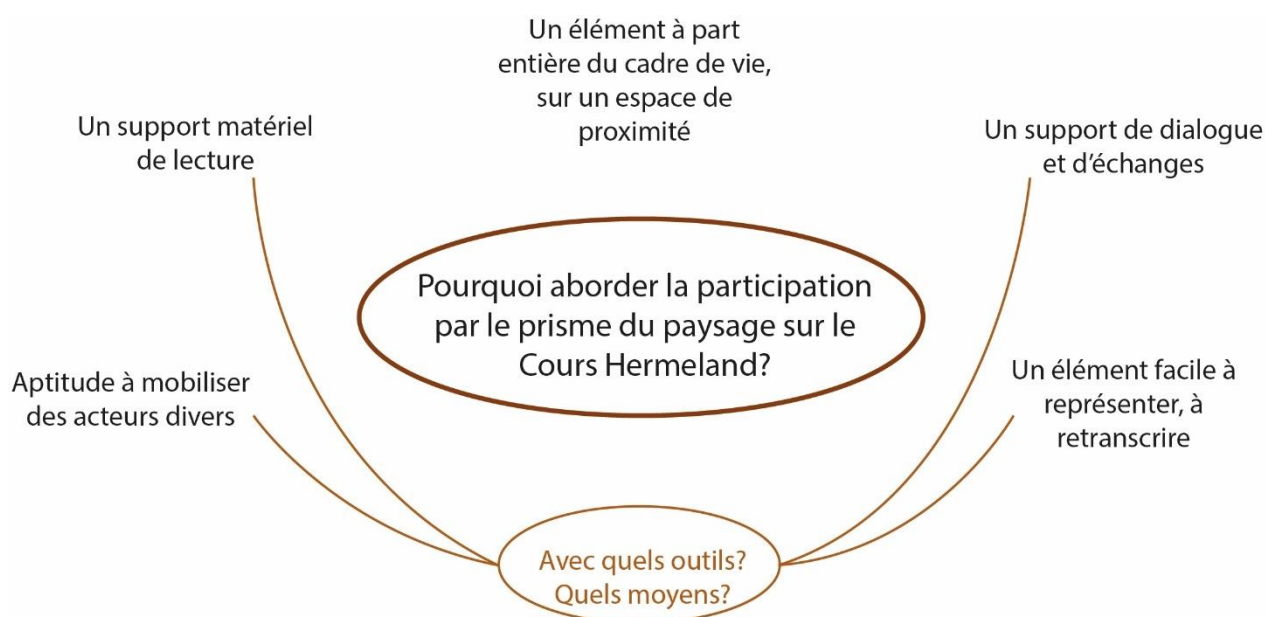 Un élément à part
entière du cadre de vie,
sur un espace de
proximité
Un support matériel
de lecture
Un support de dialogue
et d'échanges
Pourquoi aborder la participation
par le prisme du paysage sur le
Cours Hermeland?
Aptitude à mobiliser
des acteurs divers
Un élément facile à
représenter, à
retranscrire
Avec quels outils?
Quels moyens?